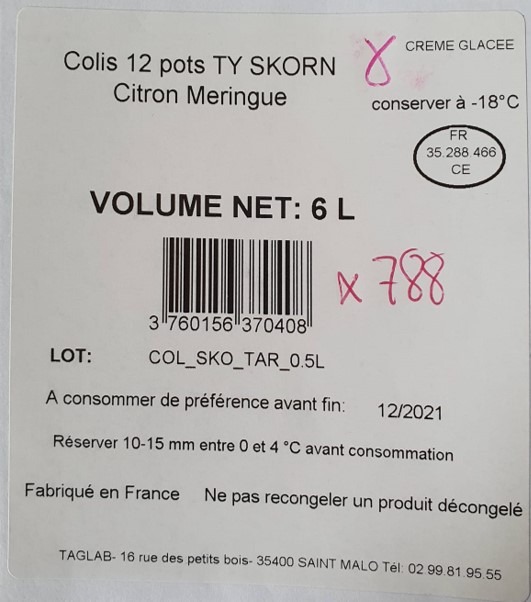 Colis 12 pots TY SKORN
Citron Meringue
CREME GLACEE
conserver à -18°C
FR
35.288.466
CE
VOLUME NET: 6 L
x 788
3 760156 370408
LOT: COL_SKO_TAR_0.5L
A consommer de préférence avant fin: 12/2021
Réserver 10-15 mm entre 0 et 4 °C avant consommation
Fabriqué en France Ne pas recongeler un produit décongelé
TAGLAB- 16 rue des petits bois- 35400 SAINT MALO Tél: 02 99.81.95.55